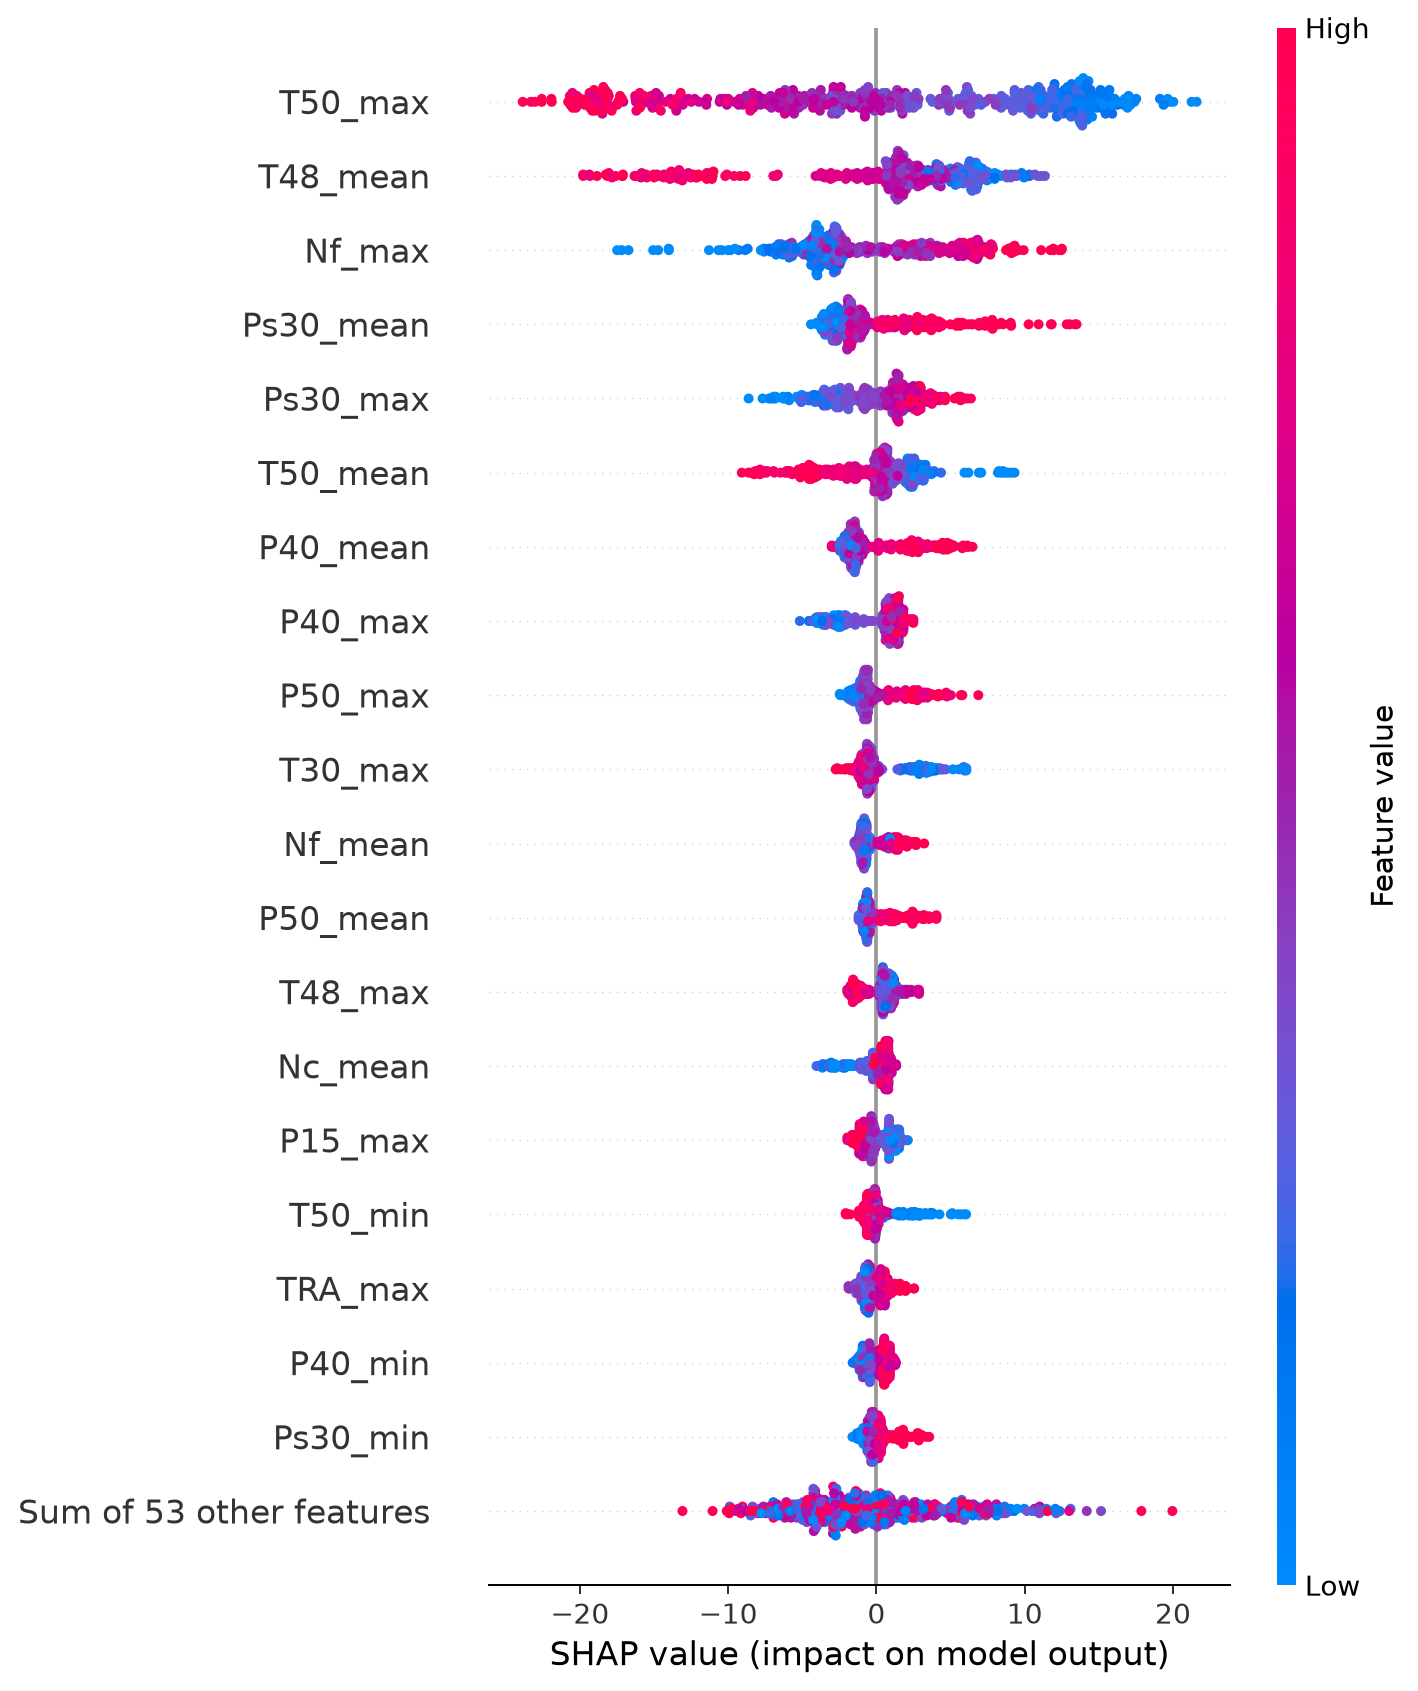 High
T50_max
T48_mean
Nf_max
Ps30_mean
Ps30_max
T50_mean
P40_mean
P40_max
P50_max
T30_max
Nf_mean
P50_mean
T48_max
Nc_mean
P15_max
T50_min
TRA_max
P40_min
Ps30_min
Sum of 53 other features
Feature value
Low
−20 −10 0 10 20
SHAP value (impact on model output)